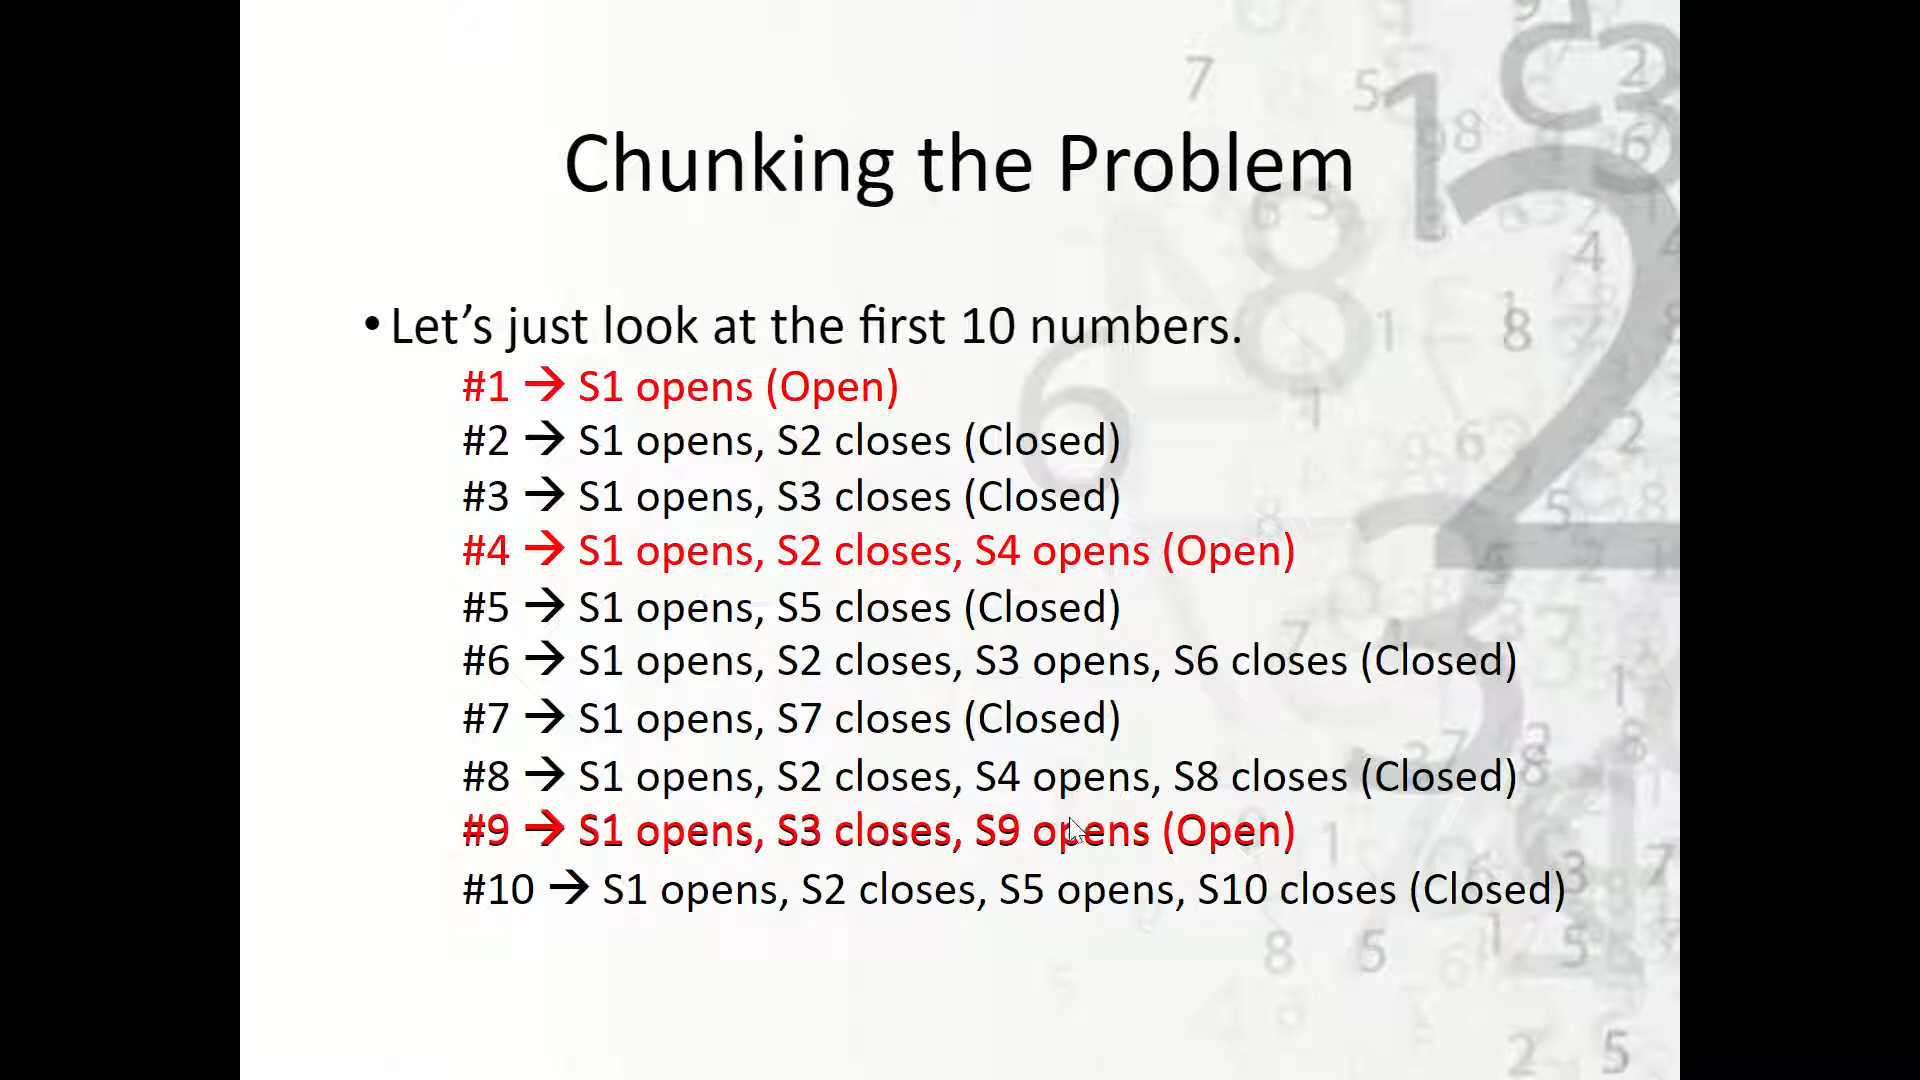 Chunking the Problem
• Let’s just look at the first 10 numbers.
#1 → S1 opens (Open)
#2 → S1 opens, S2 closes (Closed)
#3 → S1 opens, S3 closes (Closed)
#4 → S1 opens, S2 closes, S4 opens (Open)
#5 → S1 opens, S5 closes (Closed)
#6 → S1 opens, S2 closes, S3 opens, S6 closes (Closed)
#7 → S1 opens, S7 closes (Closed)
#8 → S1 opens, S2 closes, S4 opens, S8 closes (Closed)
#9 → S1 opens, S3 closes, S9 opens (Open)
#10 → S1 opens, S2 closes, S5 opens, S10 closes (Closed)